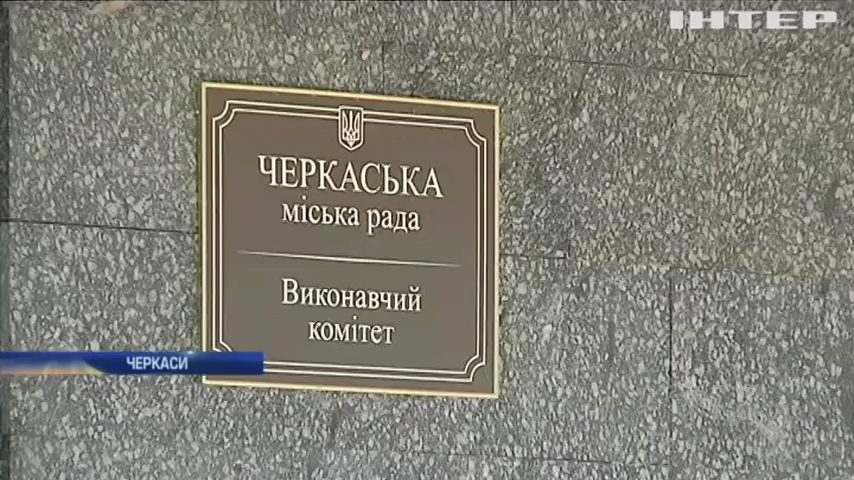 ІНТЕР
ЧЕРКАСЬКА
міська рада
Виконавчий
комітет
ЧЕРКАСИ